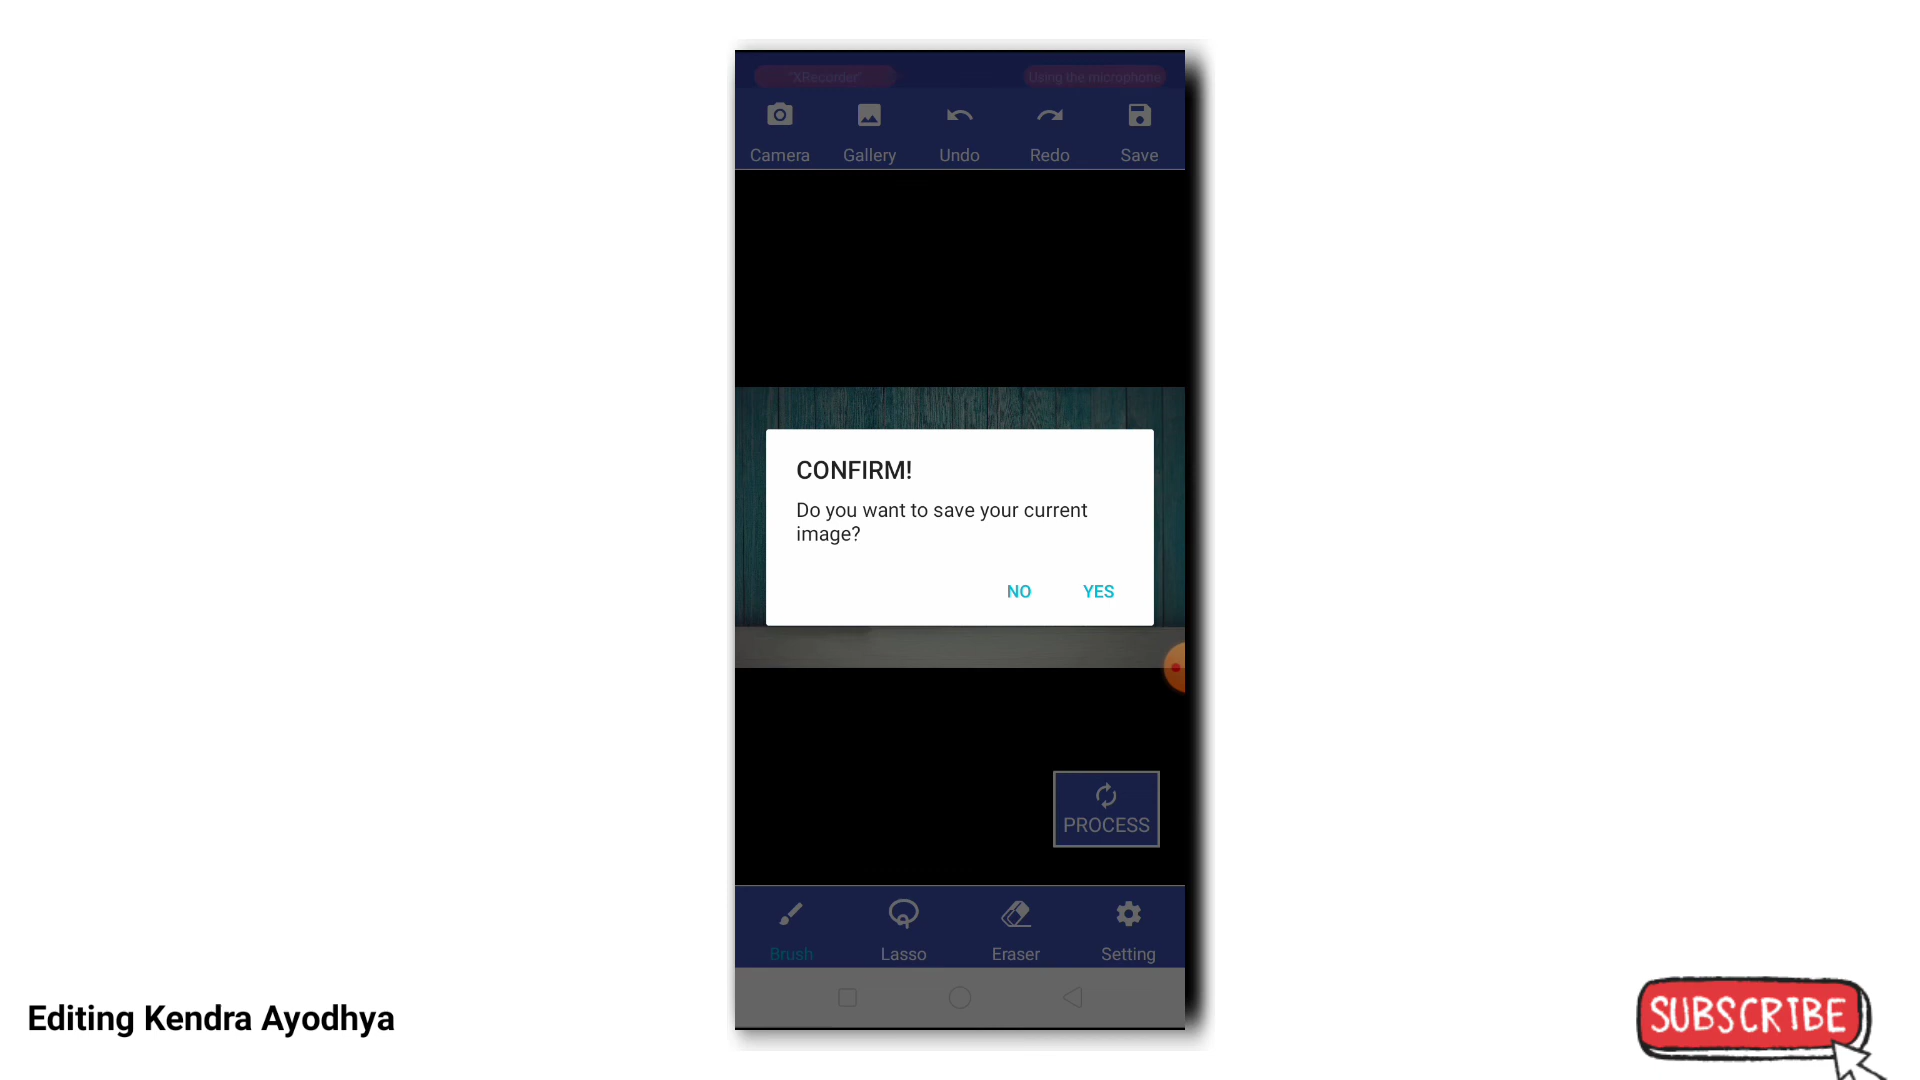 "XRecorder" Using the microphone
Camera Gallery Undo Redo Save
CONFIRM!
Do you want to save your current
image?
NO YES
PROCESS
Brush Lasso Eraser Setting
Editing Kendra Ayodhya
SUBSCRIBE